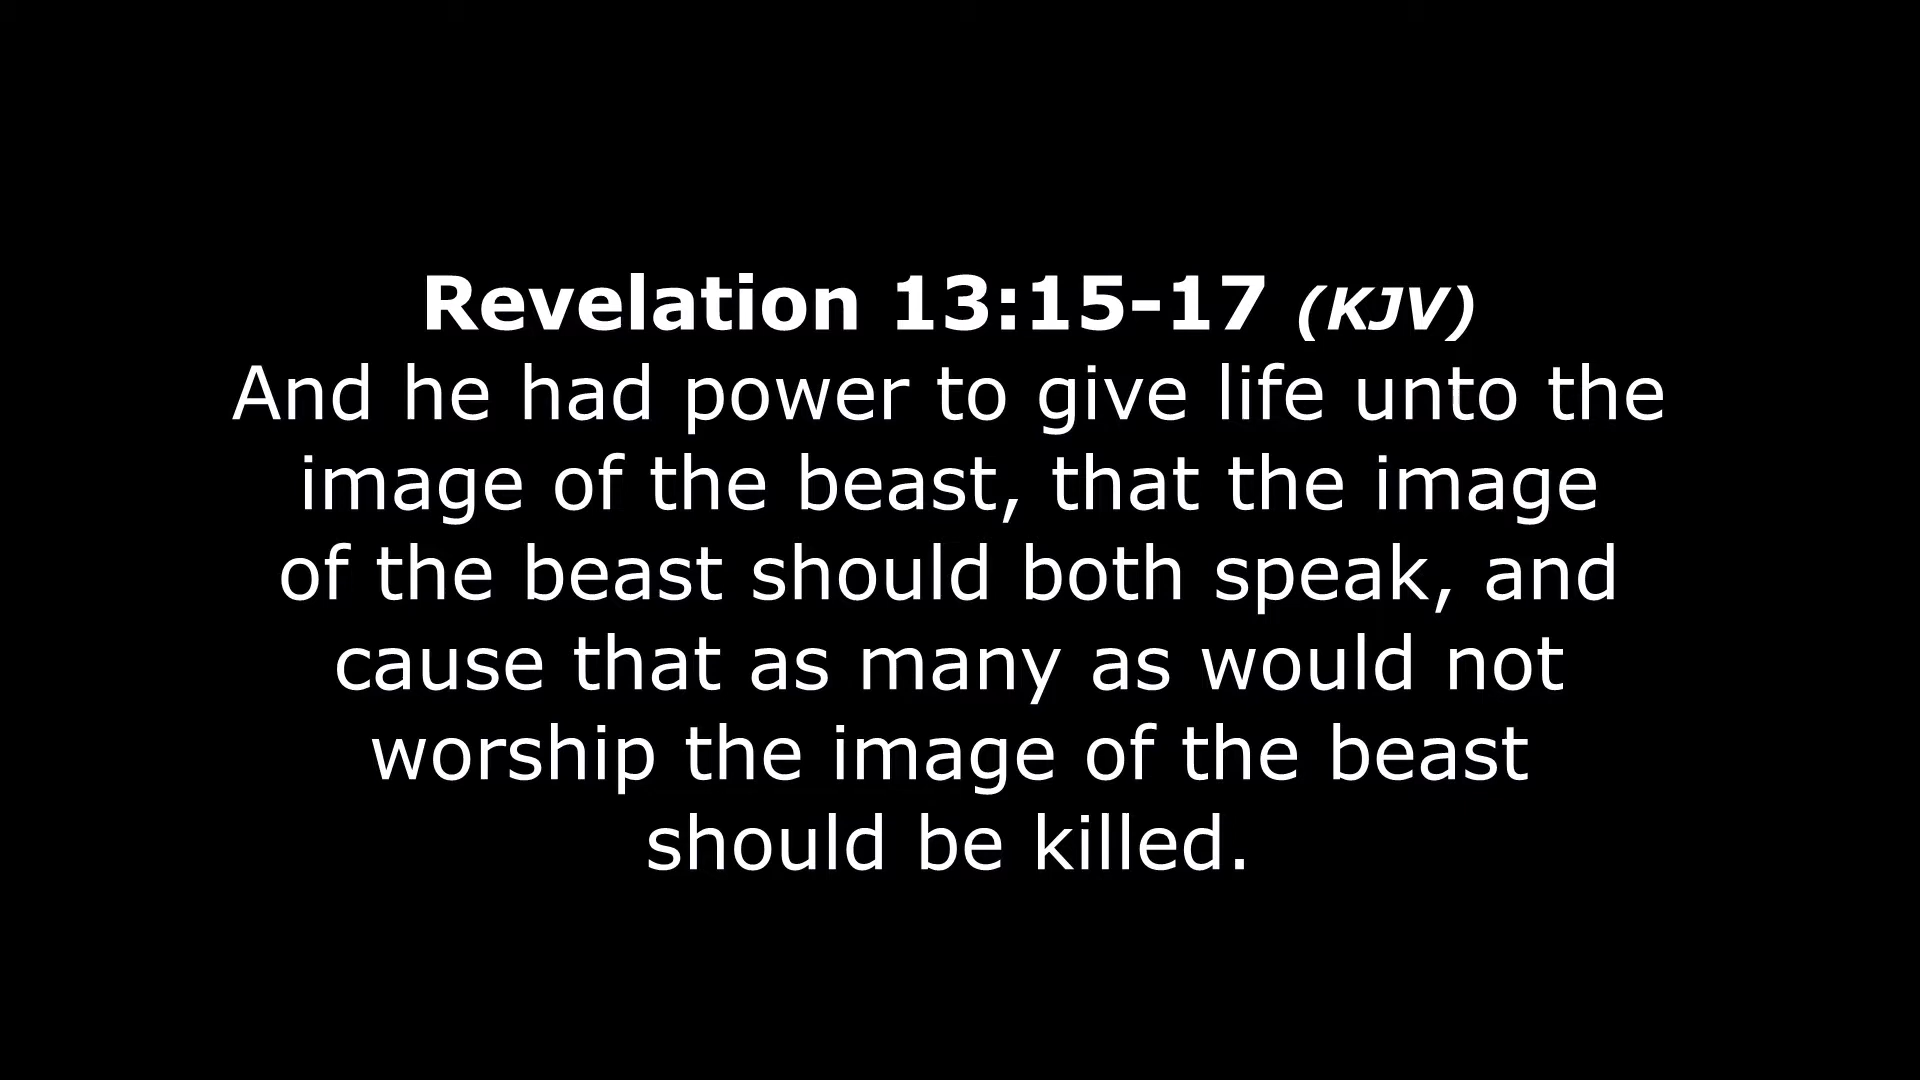 Revelation 13:15-17 (KJV)
And he had power to give life unto the
image of the beast, that the image
of the beast should both speak, and
cause that as many as would not
worship the image of the beast
should be killed.